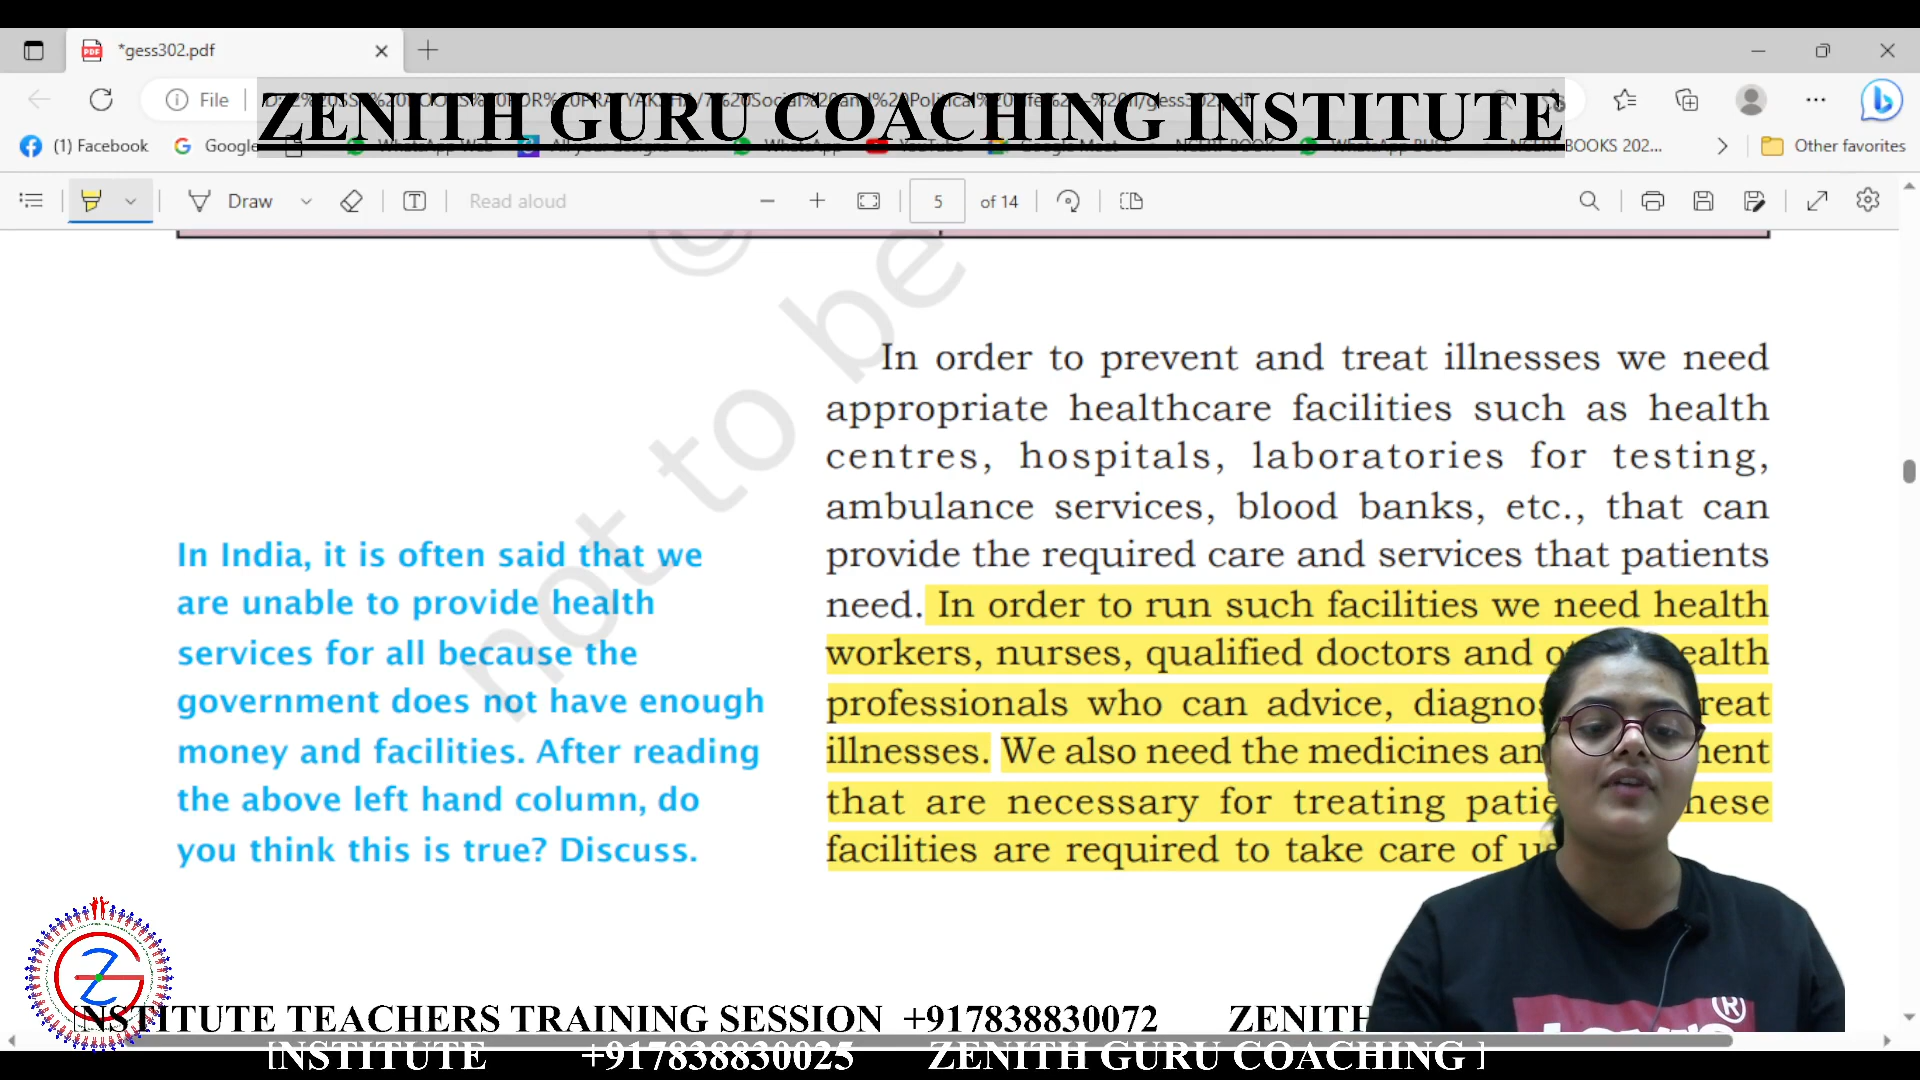 *gess302.pdf
File
ZENITH GURU COACHING INSTITUTE
(1) Facebook
Google
BOOKS 202...
Other favorites
Draw
Read aloud
5
of 14
not to be
In order to prevent and treat illnesses we need
appropriate healthcare facilities such as health
centres, hospitals, laboratories for testing,
ambulance services, blood banks, etc., that can
provide the required care and services that patients
need. In order to run such facilities we need health
workers, nurses, qualified doctors and ealth
professionals who can advice, reat
illnesses. We also need the medicines
that are necessary for treating
facilities are required to take care of
In India, it is often said that we
are unable to provide health
services for all because the
government does not have enough
money and facilities. After reading
the above left hand column, do
you think this is true? Discuss.
NSTITUTE TEACHERS TRAINING SESSION +917838830072 ZENITH
INSTITUTE +917838830025 ZENITH GURU COACHING I